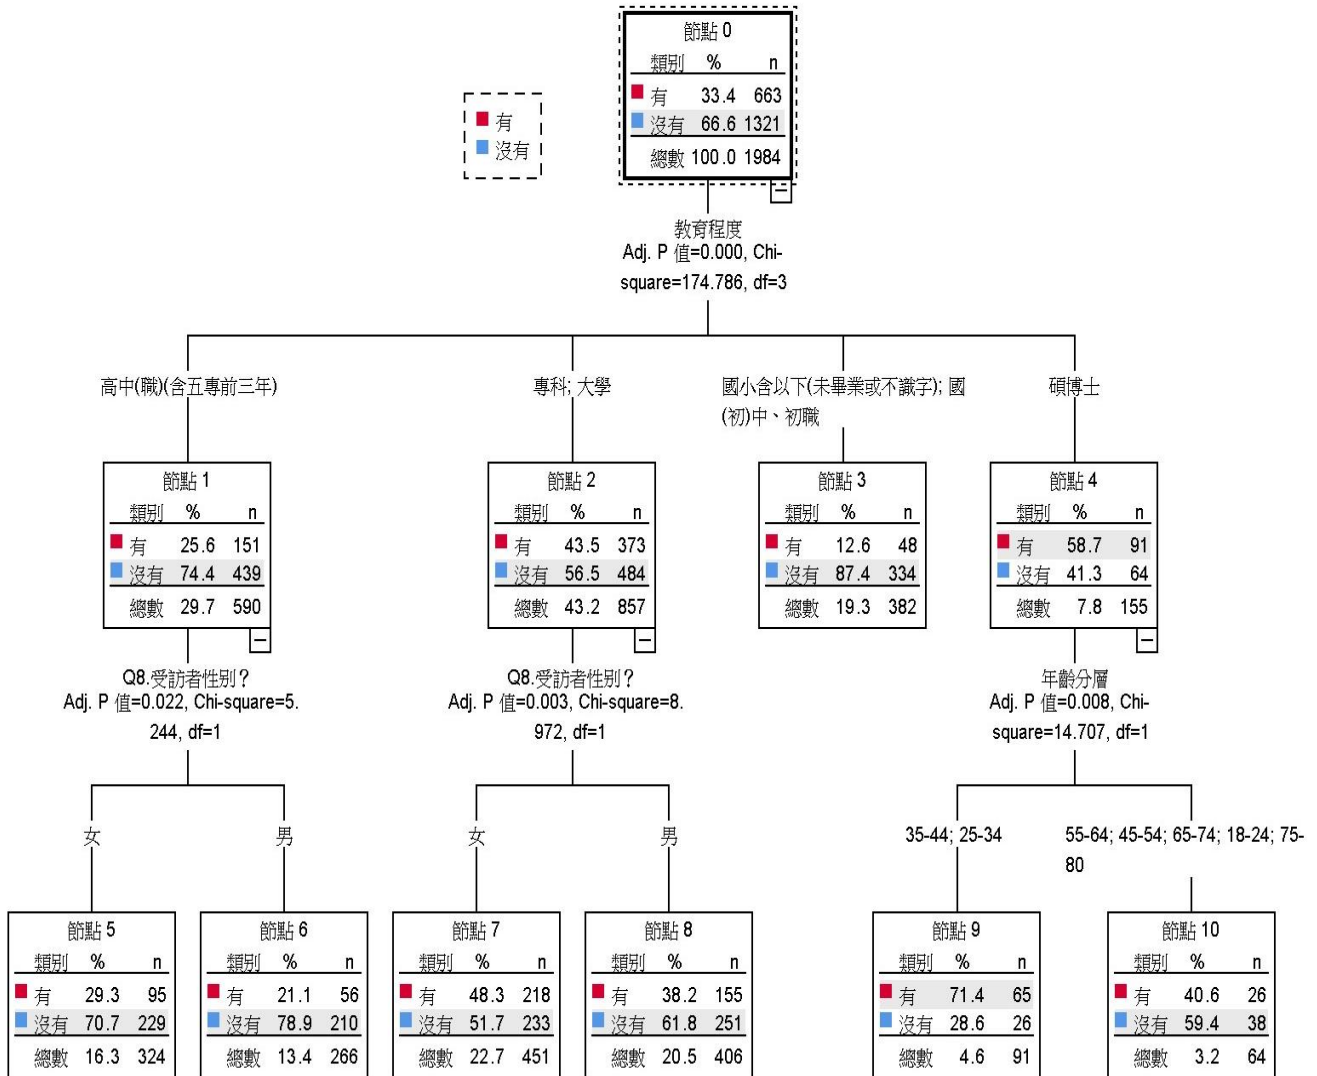 節點 0
類別 % n
有 33.4 663
沒有 66.6 1321
總數 100.0 1984
有
沒有
教育程度
Adj. P 值=0.000, Chi-
square=174.786, df=3
高中(職)(含五專前三年)
專科; 大學
國小含以下(未畢業或不識字); 國
(初)中、初職
碩博士
節點 1
類別 % n
有 25.6 151
沒有 74.4 439
總數 29.7 590
節點 2
類別 % n
有 43.5 373
沒有 56.5 484
總數 43.2 857
節點 3
類別 % n
有 12.6 48
沒有 87.4 334
總數 19.3 382
節點 4
類別 % n
有 58.7 91
沒有 41.3 64
總數 7.8 155
Q8.受訪者性別？
Adj. P 值=0.022, Chi-square=5.
244, df=1
Q8.受訪者性別？
Adj. P 值=0.003, Chi-square=8.
972, df=1
年齡分層
Adj. P 值=0.008, Chi-
square=14.707, df=1
女
男
女
男
35-44; 25-34
55-64; 45-54; 65-74; 18-24; 75-
80
節點 5
類別 % n
有 29.3 95
沒有 70.7 229
總數 16.3 324
節點 6
類別 % n
有 21.1 56
沒有 78.9 210
總數 13.4 266
節點 7
類別 % n
有 48.3 218
沒有 51.7 233
總數 22.7 451
節點 8
類別 % n
有 38.2 155
沒有 61.8 251
總數 20.5 406
節點 9
類別 % n
有 71.4 65
沒有 28.6 26
總數 4.6 91
節點 10
類別 % n
有 40.6 26
沒有 59.4 38
總數 3.2 64